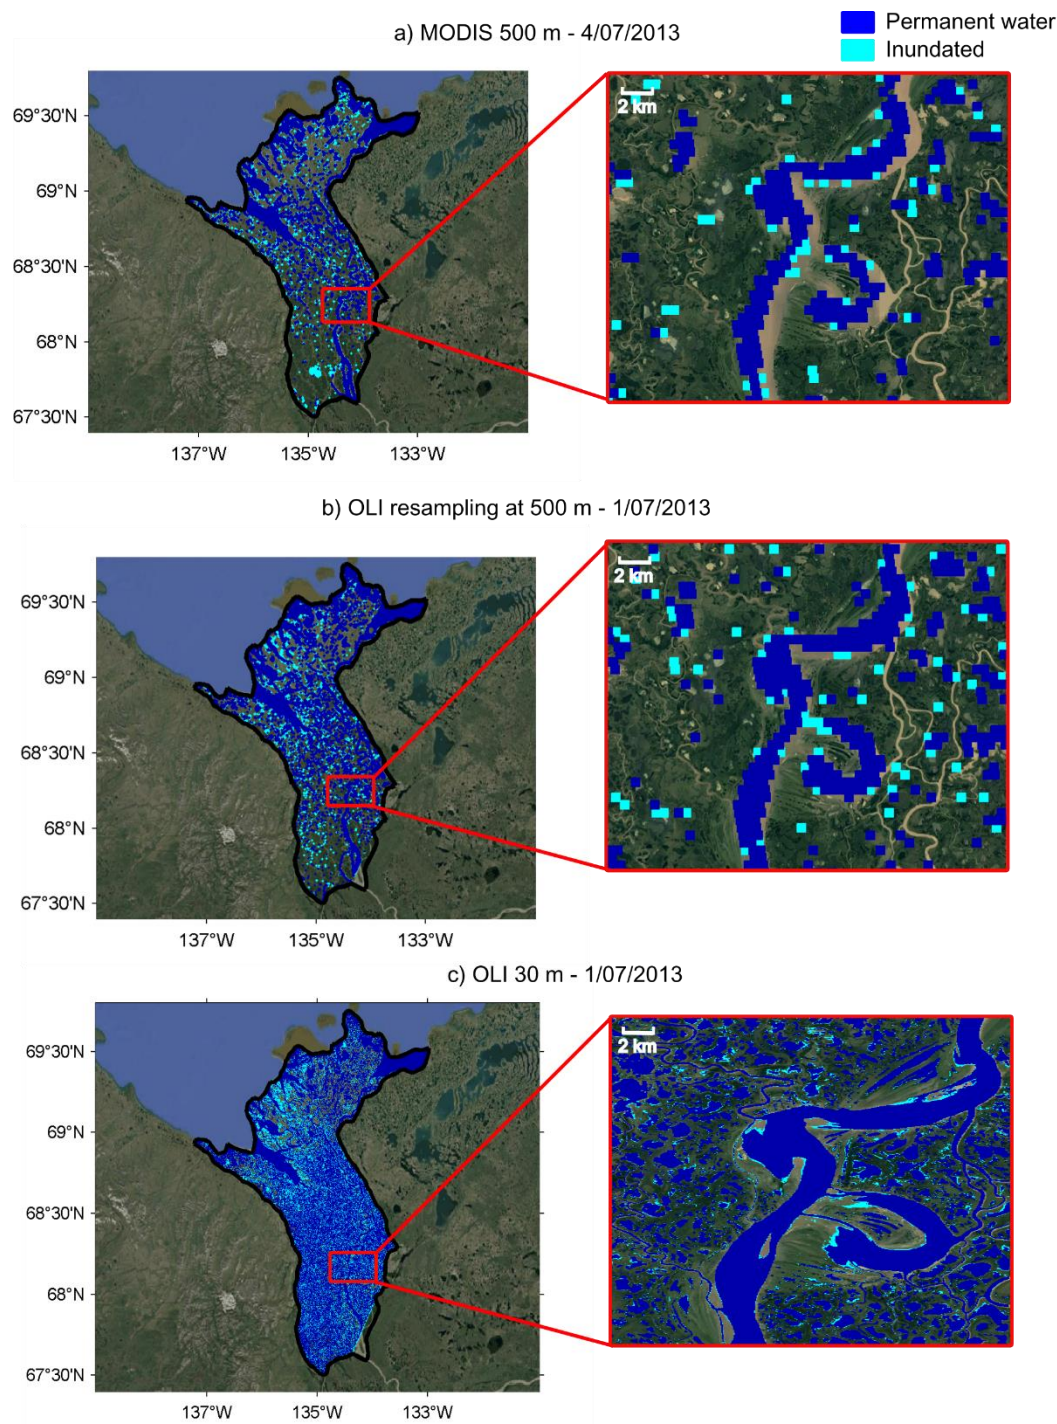 Permanent water
Inundated
a) MODIS 500 m - 4/07/2013
2 km
69°30'N
69°N
68°30'N
68°N
67°30'N
137°W 135°W 133°W
b) OLI resampling at 500 m - 1/07/2013
2 km
69°30'N
69°N
68°30'N
68°N
67°30'N
137°W 135°W 133°W
c) OLI 30 m - 1/07/2013
2 km
69°30'N
69°N
68°30'N
68°N
67°30'N
137°W 135°W 133°W